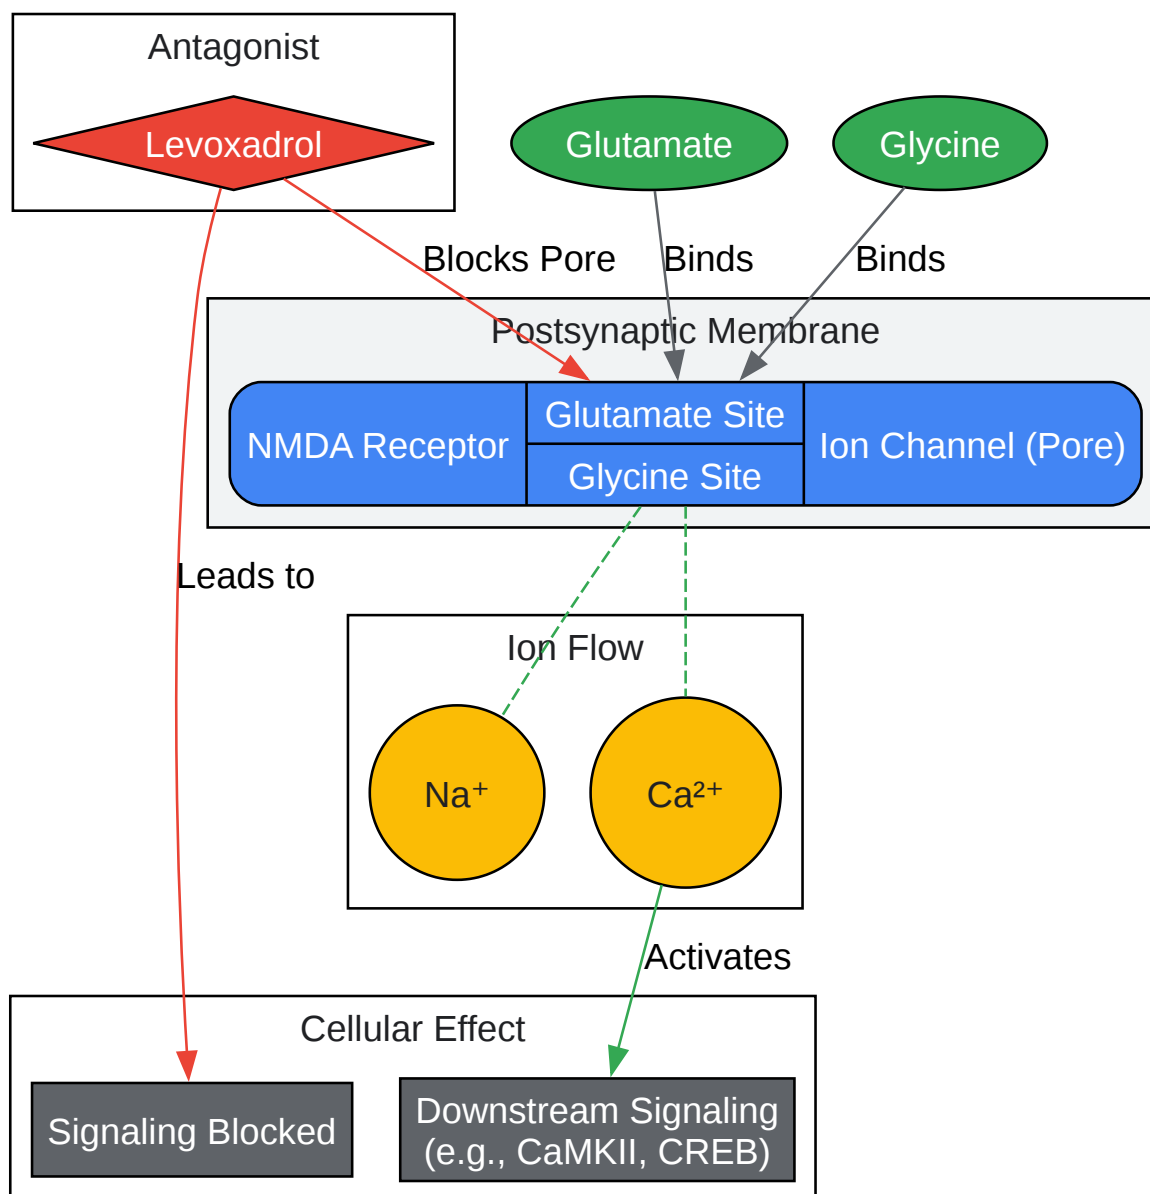 Antagonist
Levoxadrol
Glutamate
Glycine
Blocks Pore
Binds
Binds
Postsynaptic Membrane
NMDA Receptor
Glutamate Site
Glycine Site
Ion Channel (Pore)
Leads to
Ion Flow
Na⁺
Ca²⁺
Activates
Cellular Effect
Signaling Blocked
Downstream Signaling
(e.g., CaMKII, CREB)